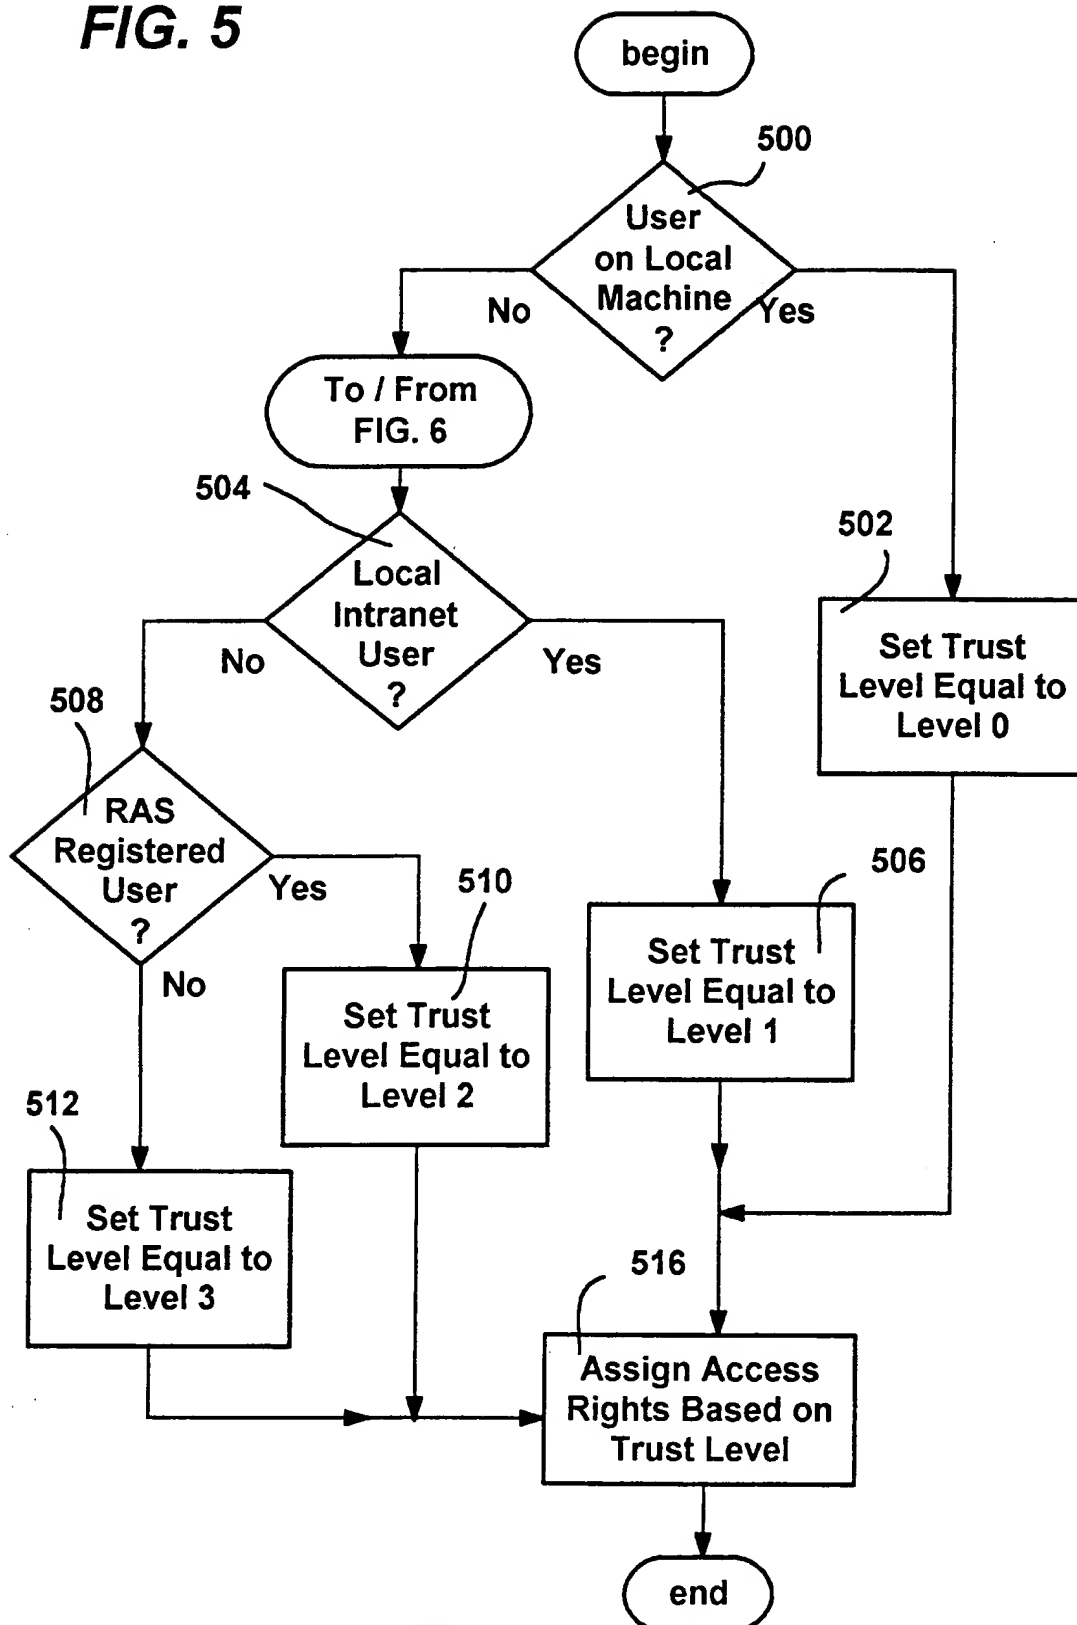 FIG. 5
begin
500
User
on Local
Machine
?
No
Yes
To / From
FIG. 6
504
Local
Intranet
User
?
No
Yes
502
Set Trust
Level Equal to
Level 0
508
RAS
Registered
User
?
Yes
No
510
Set Trust
Level Equal to
Level 2
506
Set Trust
Level Equal to
Level 1
512
Set Trust
Level Equal to
Level 3
516
Assign Access
Rights Based on
Trust Level
end